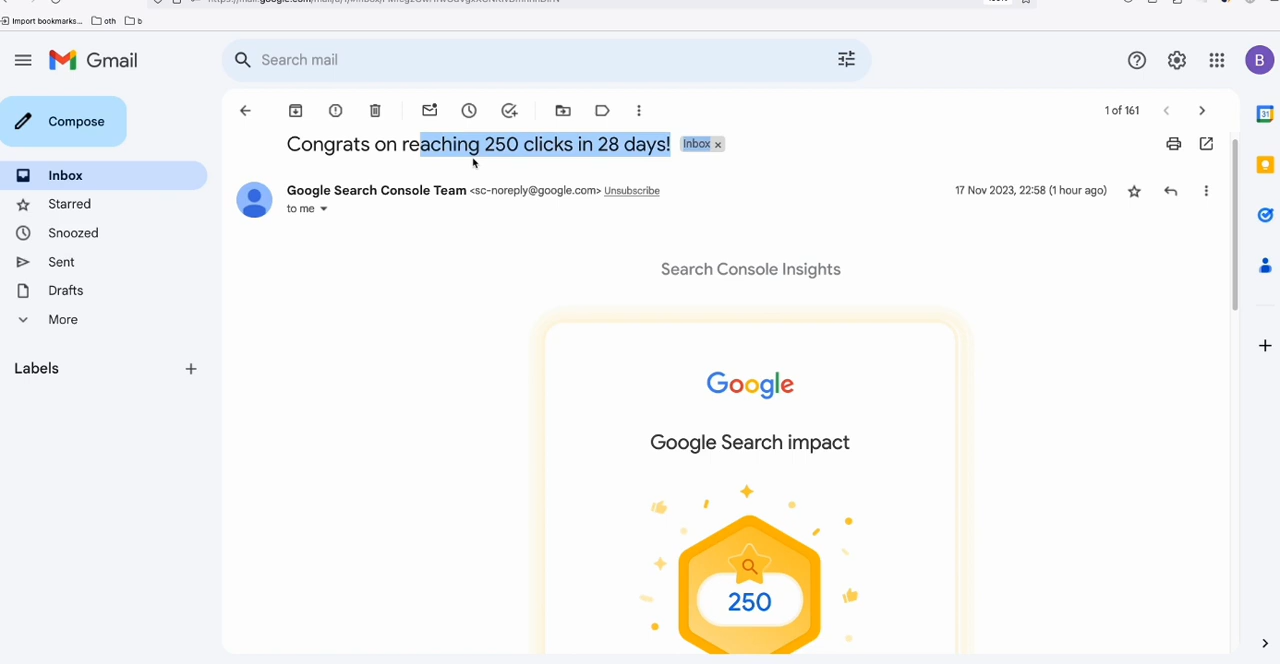 Import bookmarks...
oth
b
Gmail
Search mail
B
Compose
1 of 161
Congrats on reaching 250 clicks in 28 days!
Inbox
Inbox
Google Search Console Team <sc-noreply@google.com> Unsubscribe
17 Nov 2023, 22:58 (1 hour ago)
to me
Starred
Snoozed
Sent
Drafts
More
Labels
31
Search Console Insights
Google
Google Search impact
250